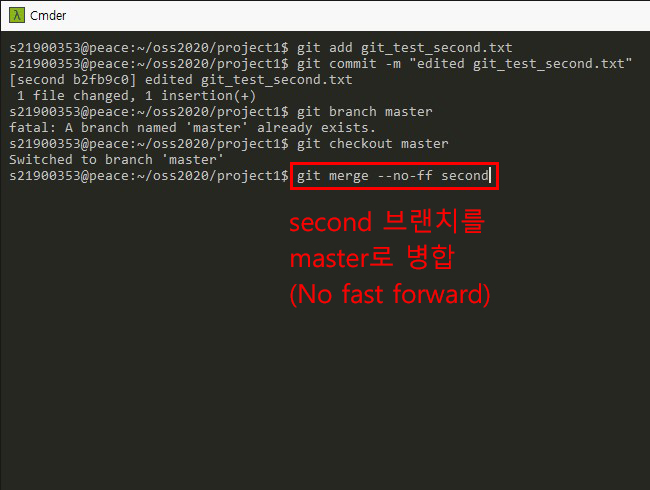 Cmder
s21900353@peace:~/oss2020/project1$ git add git_test_second.txt
s21900353@peace:~/oss2020/project1$ git commit -m "edited git_test_second.txt"
[second b2fb9c0] edited git_test_second.txt
 1 file changed, 1 insertion(+)
s21900353@peace:~/oss2020/project1$ git branch master
fatal: A branch named 'master' already exists.
s21900353@peace:~/oss2020/project1$ git checkout master
Switched to branch 'master'
s21900353@peace:~/oss2020/project1$ git merge --no-ff second
second 브랜치를
master로 병합
(No fast forward)